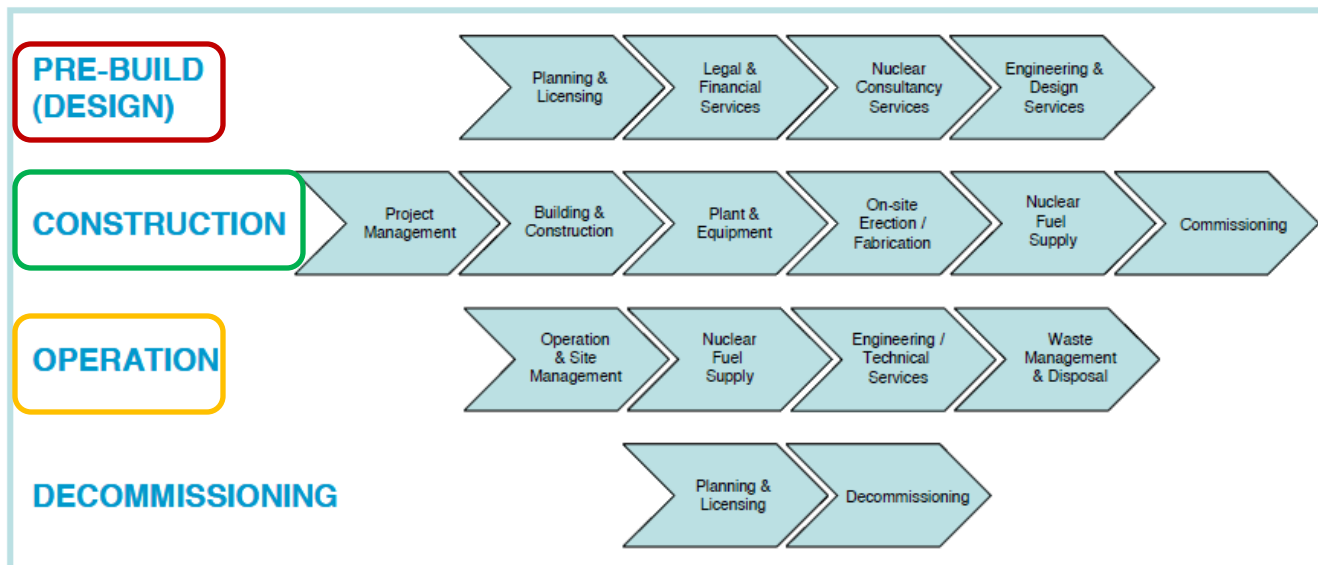 PRE-BUILD
(DESIGN)
Planning &
Licensing
Legal &
Financial
Services
Nuclear
Consultancy
Services
Engineering &
Design
Services
CONSTRUCTION
Project
Management
Building &
Construction
Plant &
Equipment
On-site
Erection /
Fabrication
Nuclear
Fuel
Supply
Commissioning
OPERATION
Operation
& Site
Management
Nuclear
Fuel
Supply
Engineering /
Technical
Services
Waste
Management
& Disposal
DECOMMISSIONING
Planning &
Licensing
Decommissioning